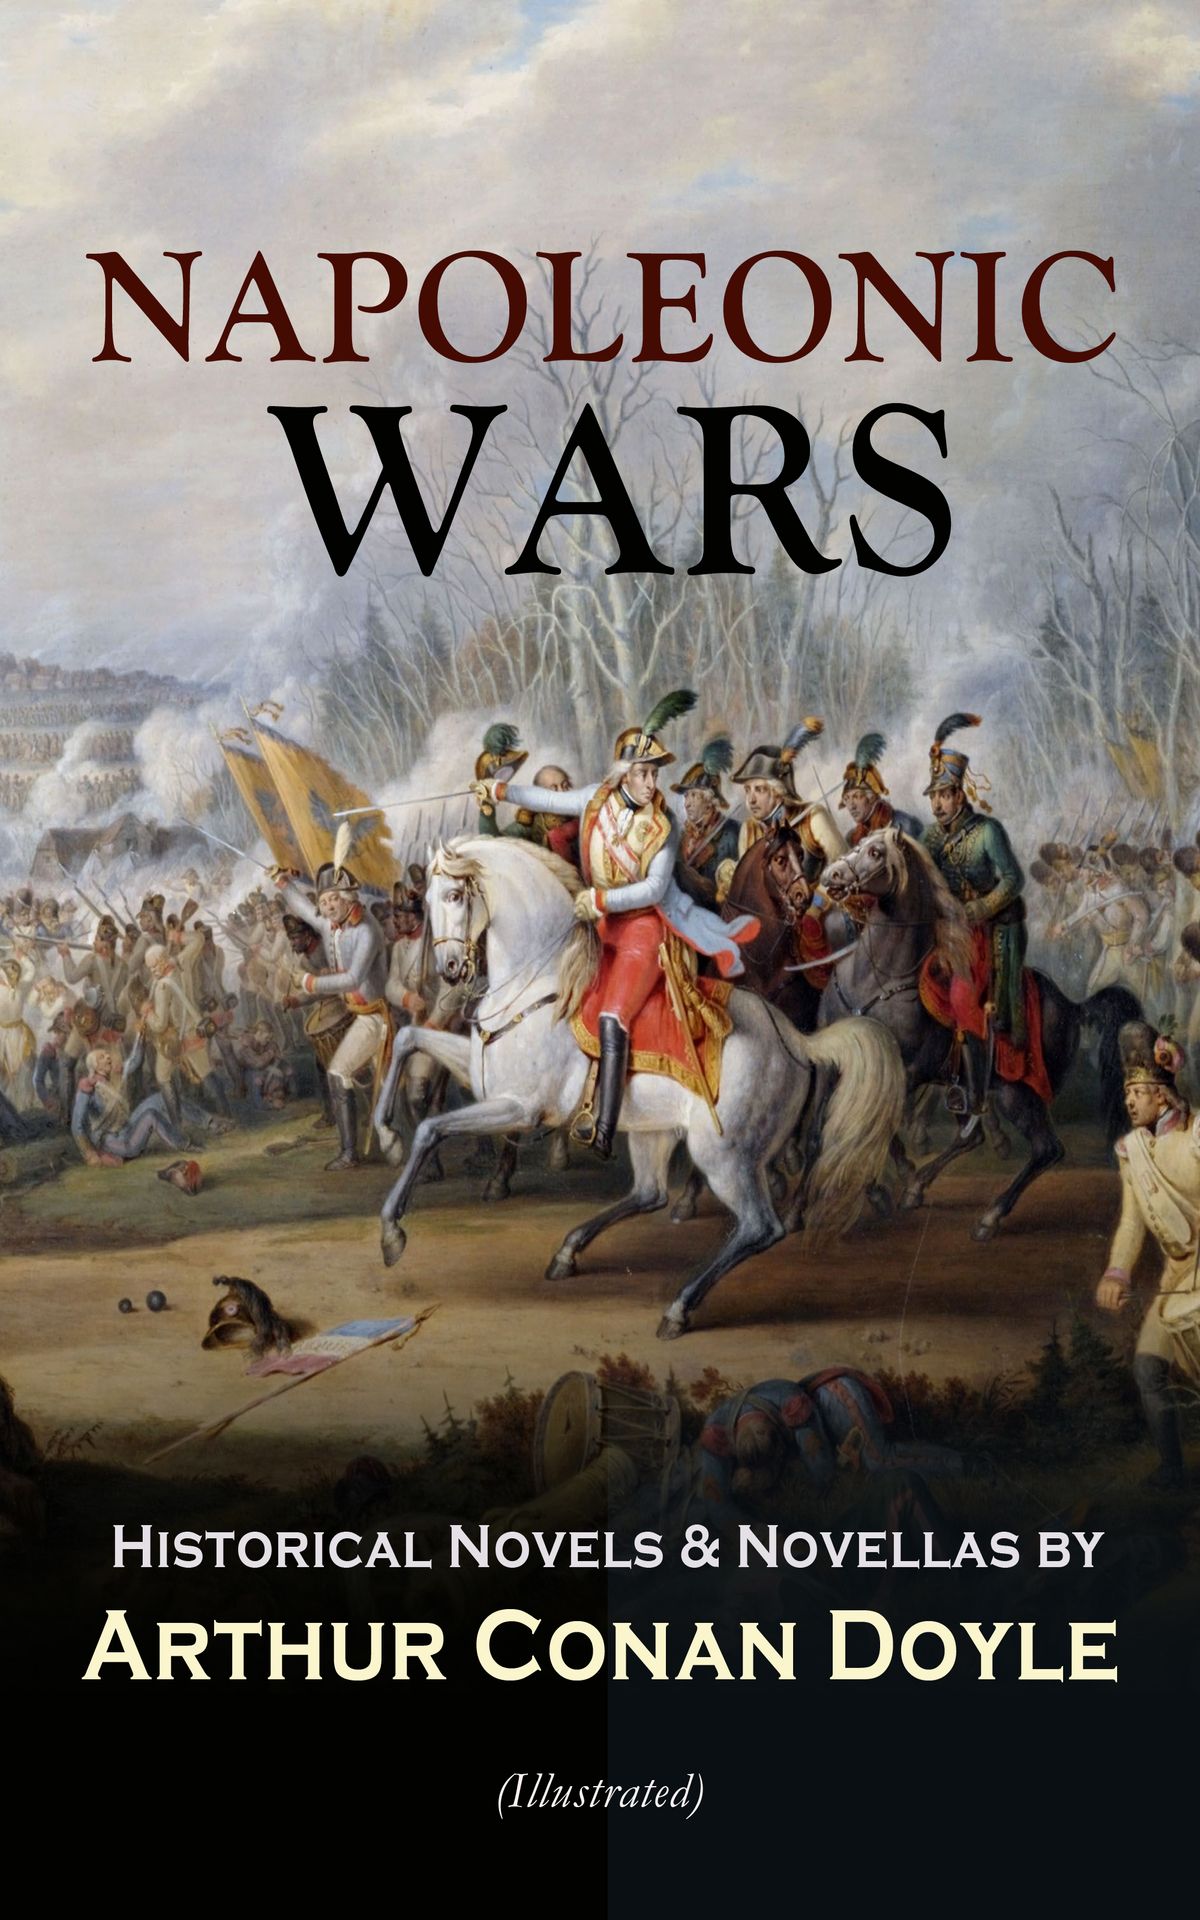 NAPOLEONIC
WARS
HISTORICAL NOVELS & NOVELLAS BY
ARTHUR CONAN DOYLE
(Illustrated)